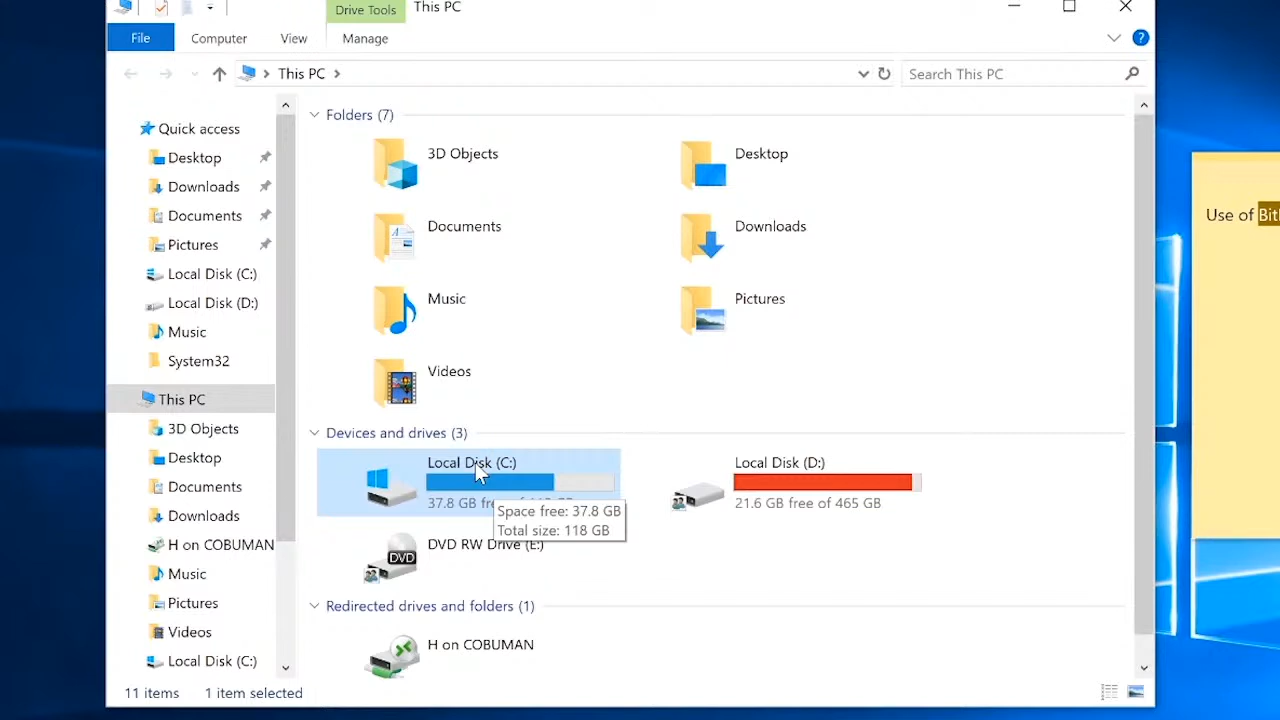 Drive Tools
This PC
File
Computer
View
Manage
?
This PC
Search This PC
Quick access
Desktop
Downloads
Documents
Pictures
Local Disk (C:)
Local Disk (D:)
Music
System32
This PC
3D Objects
Desktop
Documents
Downloads
H on COBUMAN
Music
Pictures
Videos
Local Disk (C:)
Folders (7)
3D Objects
Desktop
Documents
Downloads
Music
Pictures
Videos
Devices and drives (3)
Local Disk (C:)
37.8 GB
Space free: 37.8 GB
Total size: 118 GB
Local Disk (D:)
21.6 GB free of 465 GB
DVD
DVD RW Drive (E:)
Redirected drives and folders (1)
H on COBUMAN
11 items
1 item selected
Use of